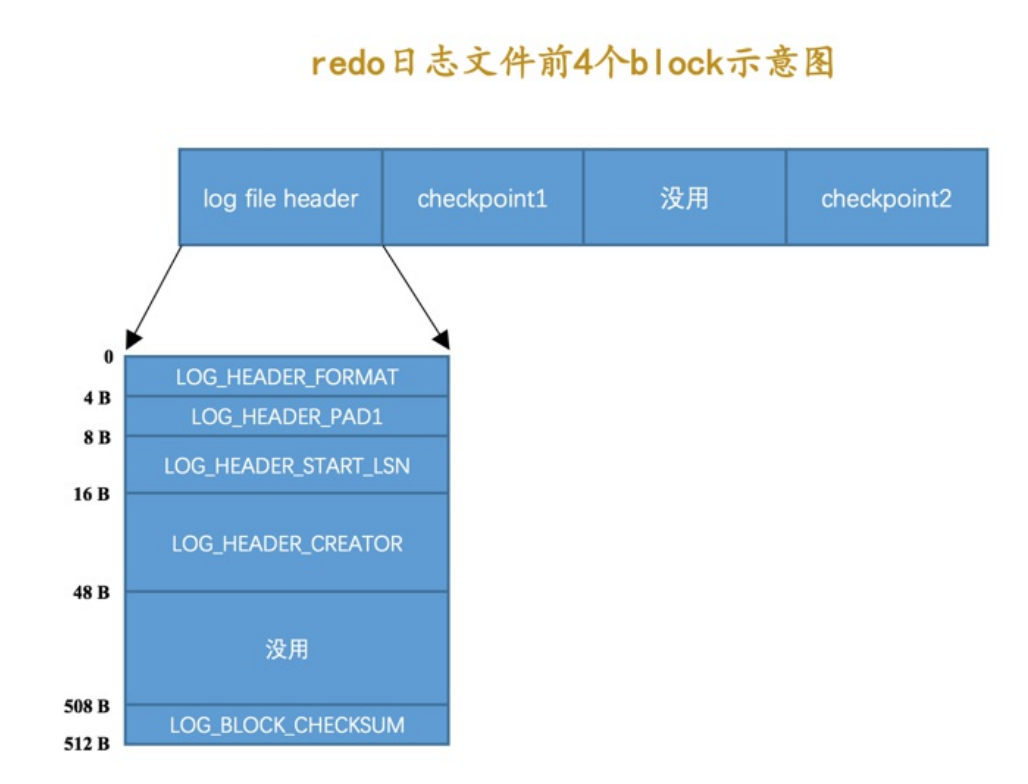 redo日志文件前4个block示意图
log file header
checkpoint1
没用
checkpoint2
0
LOG_HEADER_FORMAT
4 B
LOG_HEADER_PAD1
8 B
LOG_HEADER_START_LSN
16 B
LOG_HEADER_CREATOR
48 B
没用
508 B
LOG_BLOCK_CHECKSUM
512 B